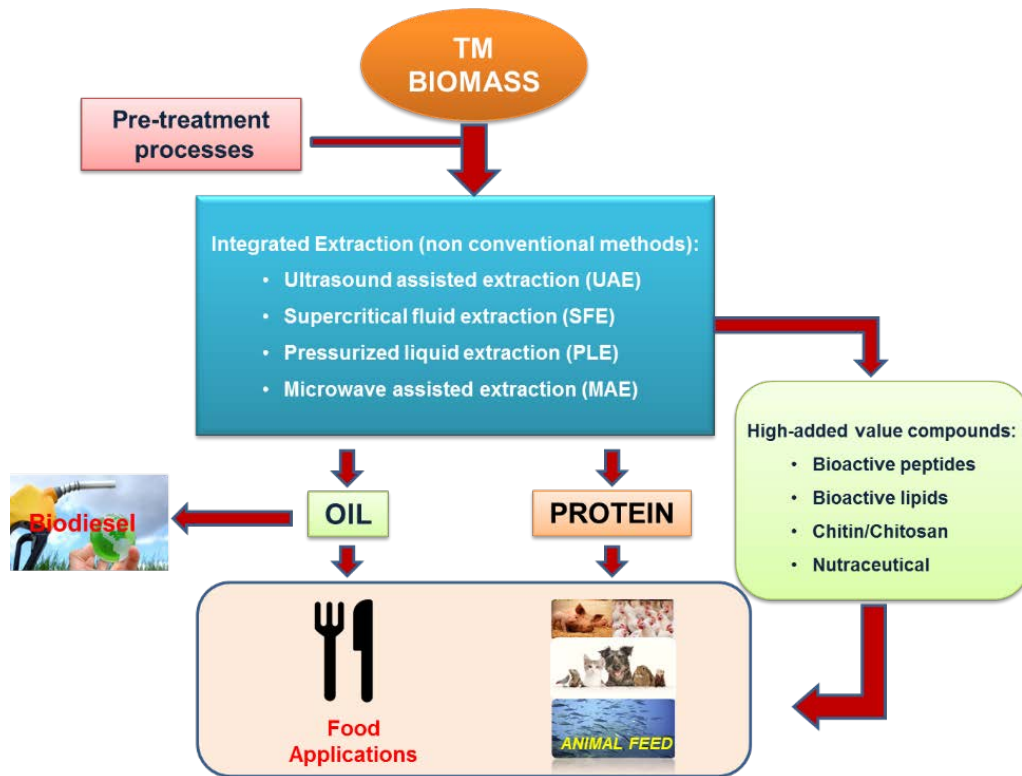 TM
BIOMASS
Pre-treatment
processes
Integrated Extraction (non conventional methods):
• Ultrasound assisted extraction (UAE)
• Supercritical fluid extraction (SFE)
• Pressurized liquid extraction (PLE)
• Microwave assisted extraction (MAE)
High-added value compounds:
• Bioactive peptides
• Bioactive lipids
• Chitin/Chitosan
• Nutraceutical
Biodiesel
OIL
PROTEIN
Food
Applications
ANIMAL FEED